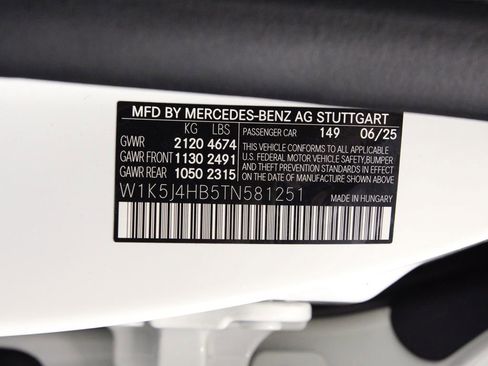 MFD BY MERCEDES-BENZ AG STUTTGART
KG LBS
GVWR 2120 4674
GAWR FRONT 1130 2491
GAWR REAR 1050 2315
PASSENGER CAR 149 06/25
THIS VEHICLE CONFORMS TO ALL APPLICABLE
U.S. FEDERAL MOTOR VEHICLE SAFETY, BUMPER
AND THEFT PREVENTION STANDARDS IN EFFECT
ON THE DATE OF MANUFACTURE SHOWN ABOVE.
W1K5J4HB5TN581251
MADE IN HUNGARY